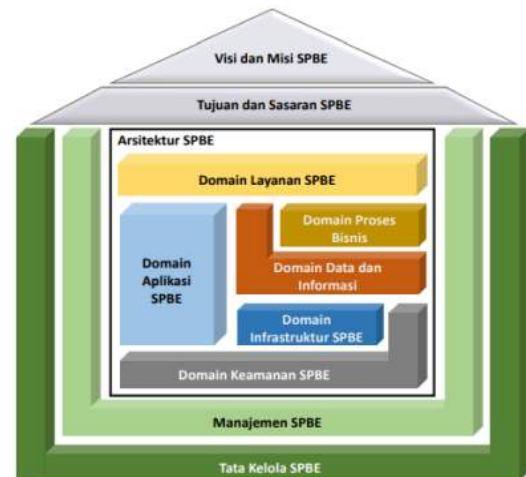 Visi dan Misi SPBE
Tujuan dan Sasaran SPBE
Arsitektur SPBE
Domain Layanan SPBE
Domain
Aplikasi
SPBE
Domain Proses
Bisnis
Domain Data dan
Informasi
Domain
Infrastruktur SPBE
Domain Keamanan SPBE
Manajemen SPBE
Tata Kelola SPBE